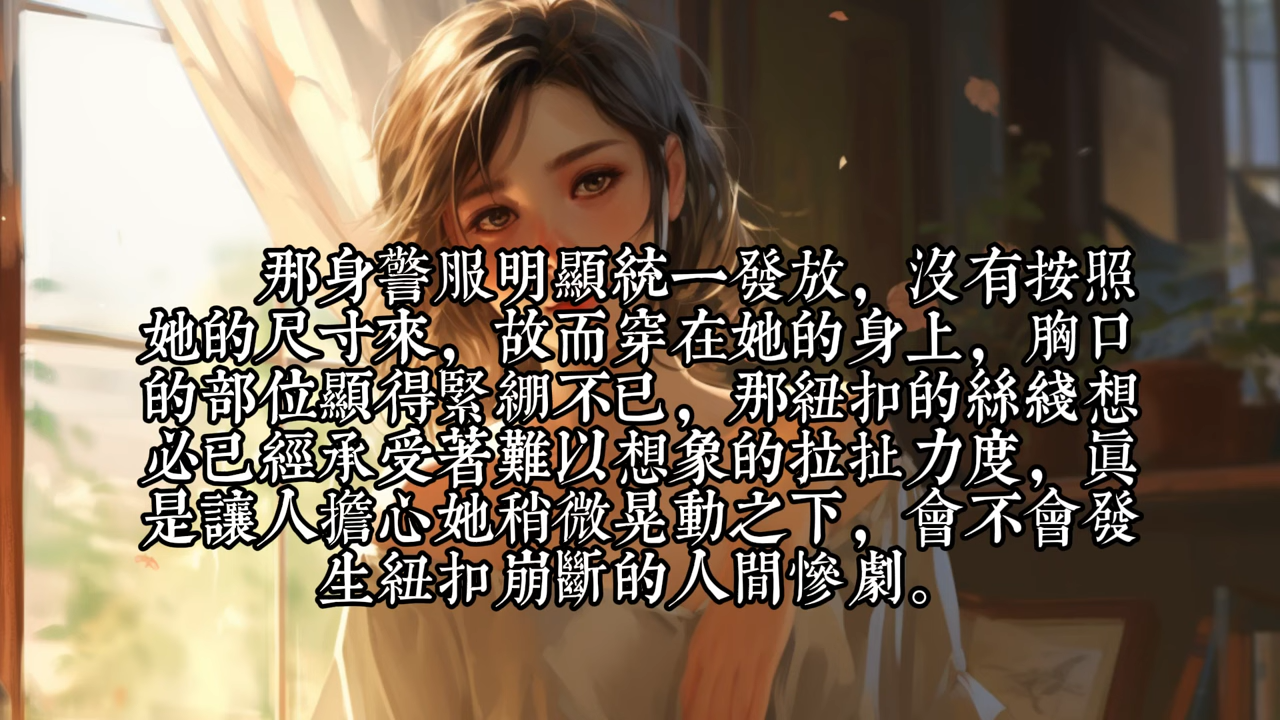 那身警服明顯統一發放，沒有按照
她的尺寸來，故而穿在她的身上，胸口
的部位顯得緊綳不已，那紐扣的絲綫想
必已經承受著難以想象的拉扯力度，眞
是讓人擔心她稍微晃動之下，會不會發
生紐扣崩斷的人間慘劇。